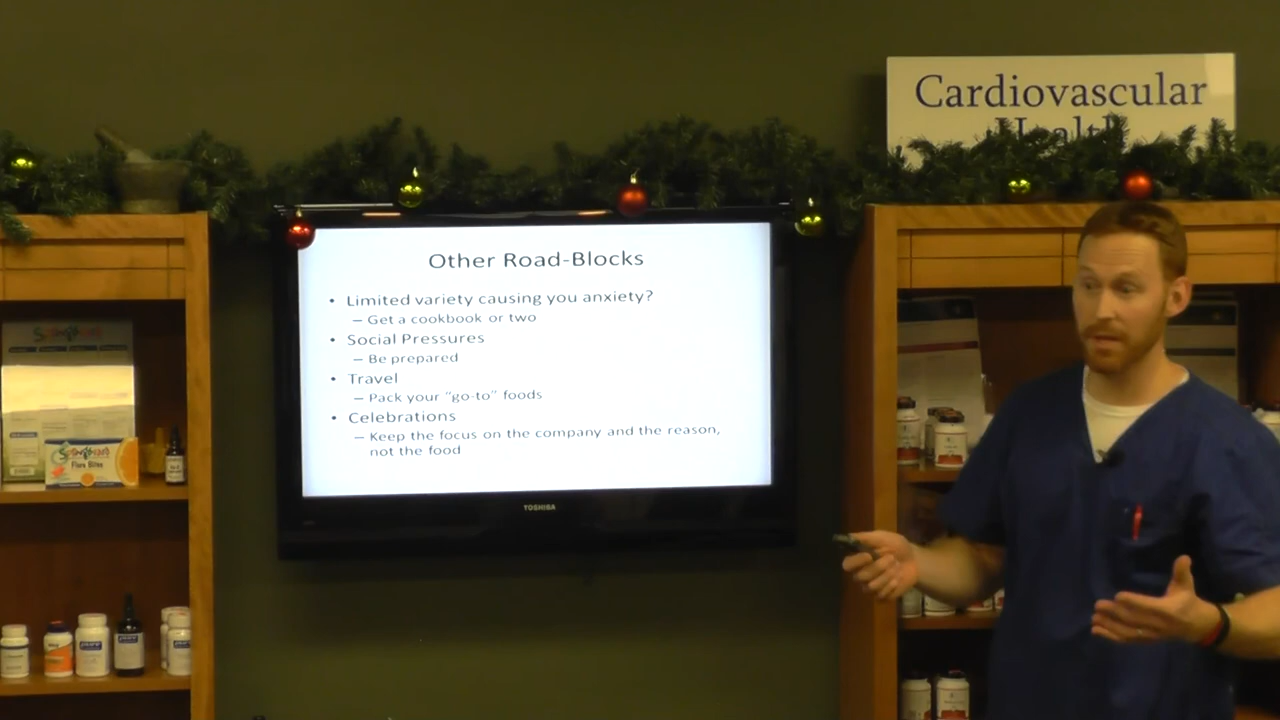 Cardiovascular
Health
Other Road-Blocks
• Limited variety causing you anxiety?
– Get a cookbook or two
• Social Pressures
– Be prepared
• Travel
– Pack your “go-to” foods
• Celebrations
– Keep the focus on the company and the reason,
not the food
TOSHIBA